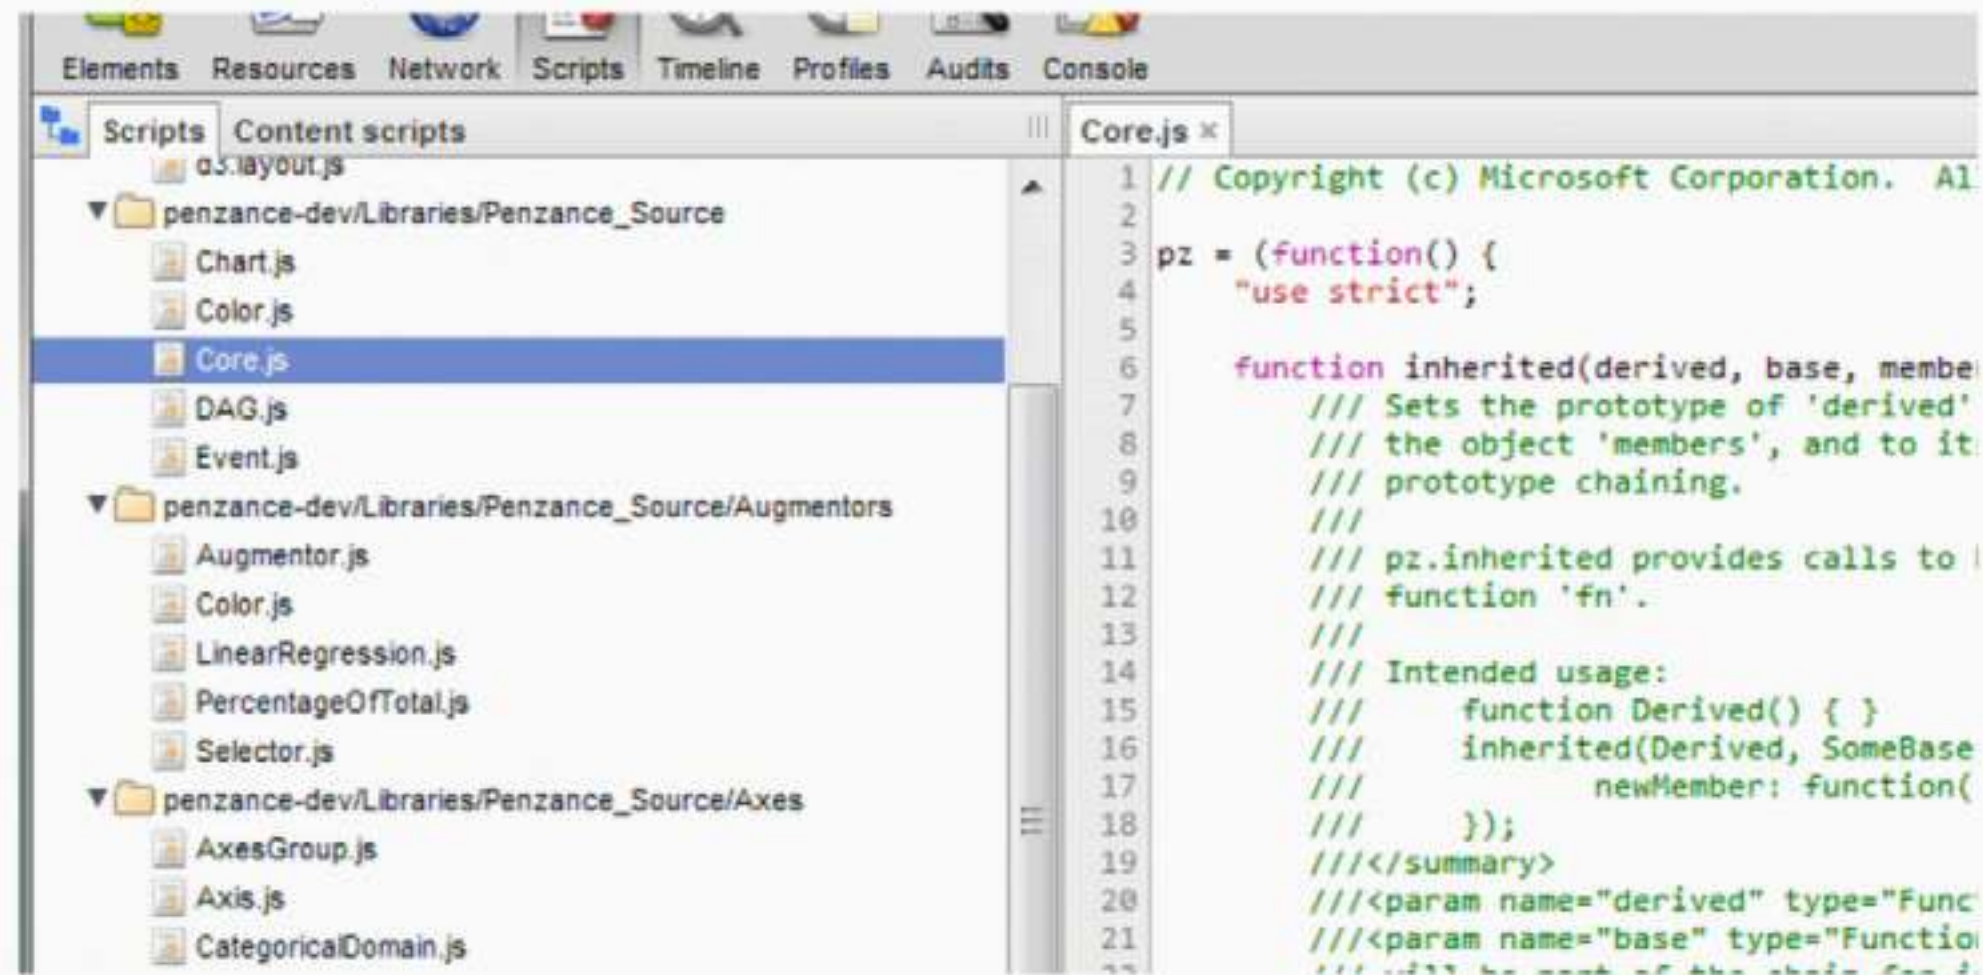 Elements Resources Network Scripts Timeline Profiles Audits Console
Scripts Content scripts
d3.layout.js
penzance-dev/Libraries/Penzance_Source
Chart.js
Color.js
Core.js
DAG.js
Event.js
penzance-dev/Libraries/Penzance_Source/Augmentors
Augmentor.js
Color.js
LinearRegression.js
PercentageOfTotal.js
Selector.js
penzance-dev/Libraries/Penzance_Source/Axes
AxesGroup.js
Axis.js
CategoricalDomain.js
Core.js ×
1 // Copyright (c) Microsoft Corporation. Al
2
3 pz = (function() {
4 "use strict";
5
6 function inherited(derived, base, membe
7 /// Sets the prototype of 'derived'
8 /// the object 'members', and to it
9 /// prototype chaining.
10 ///
11 /// pz.inherited provides calls to
12 /// function 'fn'.
13 ///
14 /// Intended usage:
15 /// function Derived() { }
16 /// inherited(Derived, SomeBase
17 /// newMember: function(
18 /// });
19 ///</summary>
20 ///<param name="derived" type="Func
21 ///<param name="base" type="Functio